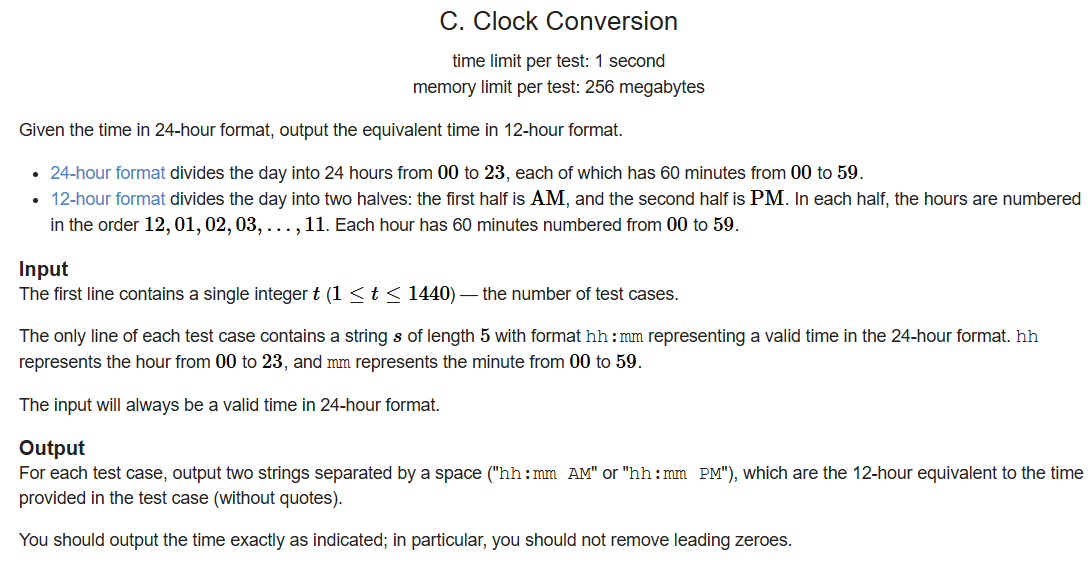 C. Clock Conversion
time limit per test: 1 second
memory limit per test: 256 megabytes
Given the time in 24-hour format, output the equivalent time in 12-hour format.
• 24-hour format divides the day into 24 hours from 00 to 23, each of which has 60 minutes from 00 to 59.
• 12-hour format divides the day into two halves: the first half is AM, and the second half is PM. In each half, the hours are numbered
in the order 12, 01, 02, 03, . . . , 11. Each hour has 60 minutes numbered from 00 to 59.
Input
The first line contains a single integer t (1 ≤ t ≤ 1440) — the number of test cases.
The only line of each test case contains a string s of length 5 with format hh:mm representing a valid time in the 24-hour format. hh
represents the hour from 00 to 23, and mm represents the minute from 00 to 59.
The input will always be a valid time in 24-hour format.
Output
For each test case, output two strings separated by a space ("hh:mm AM" or "hh:mm PM"), which are the 12-hour equivalent to the time
provided in the test case (without quotes).
You should output the time exactly as indicated; in particular, you should not remove leading zeroes.